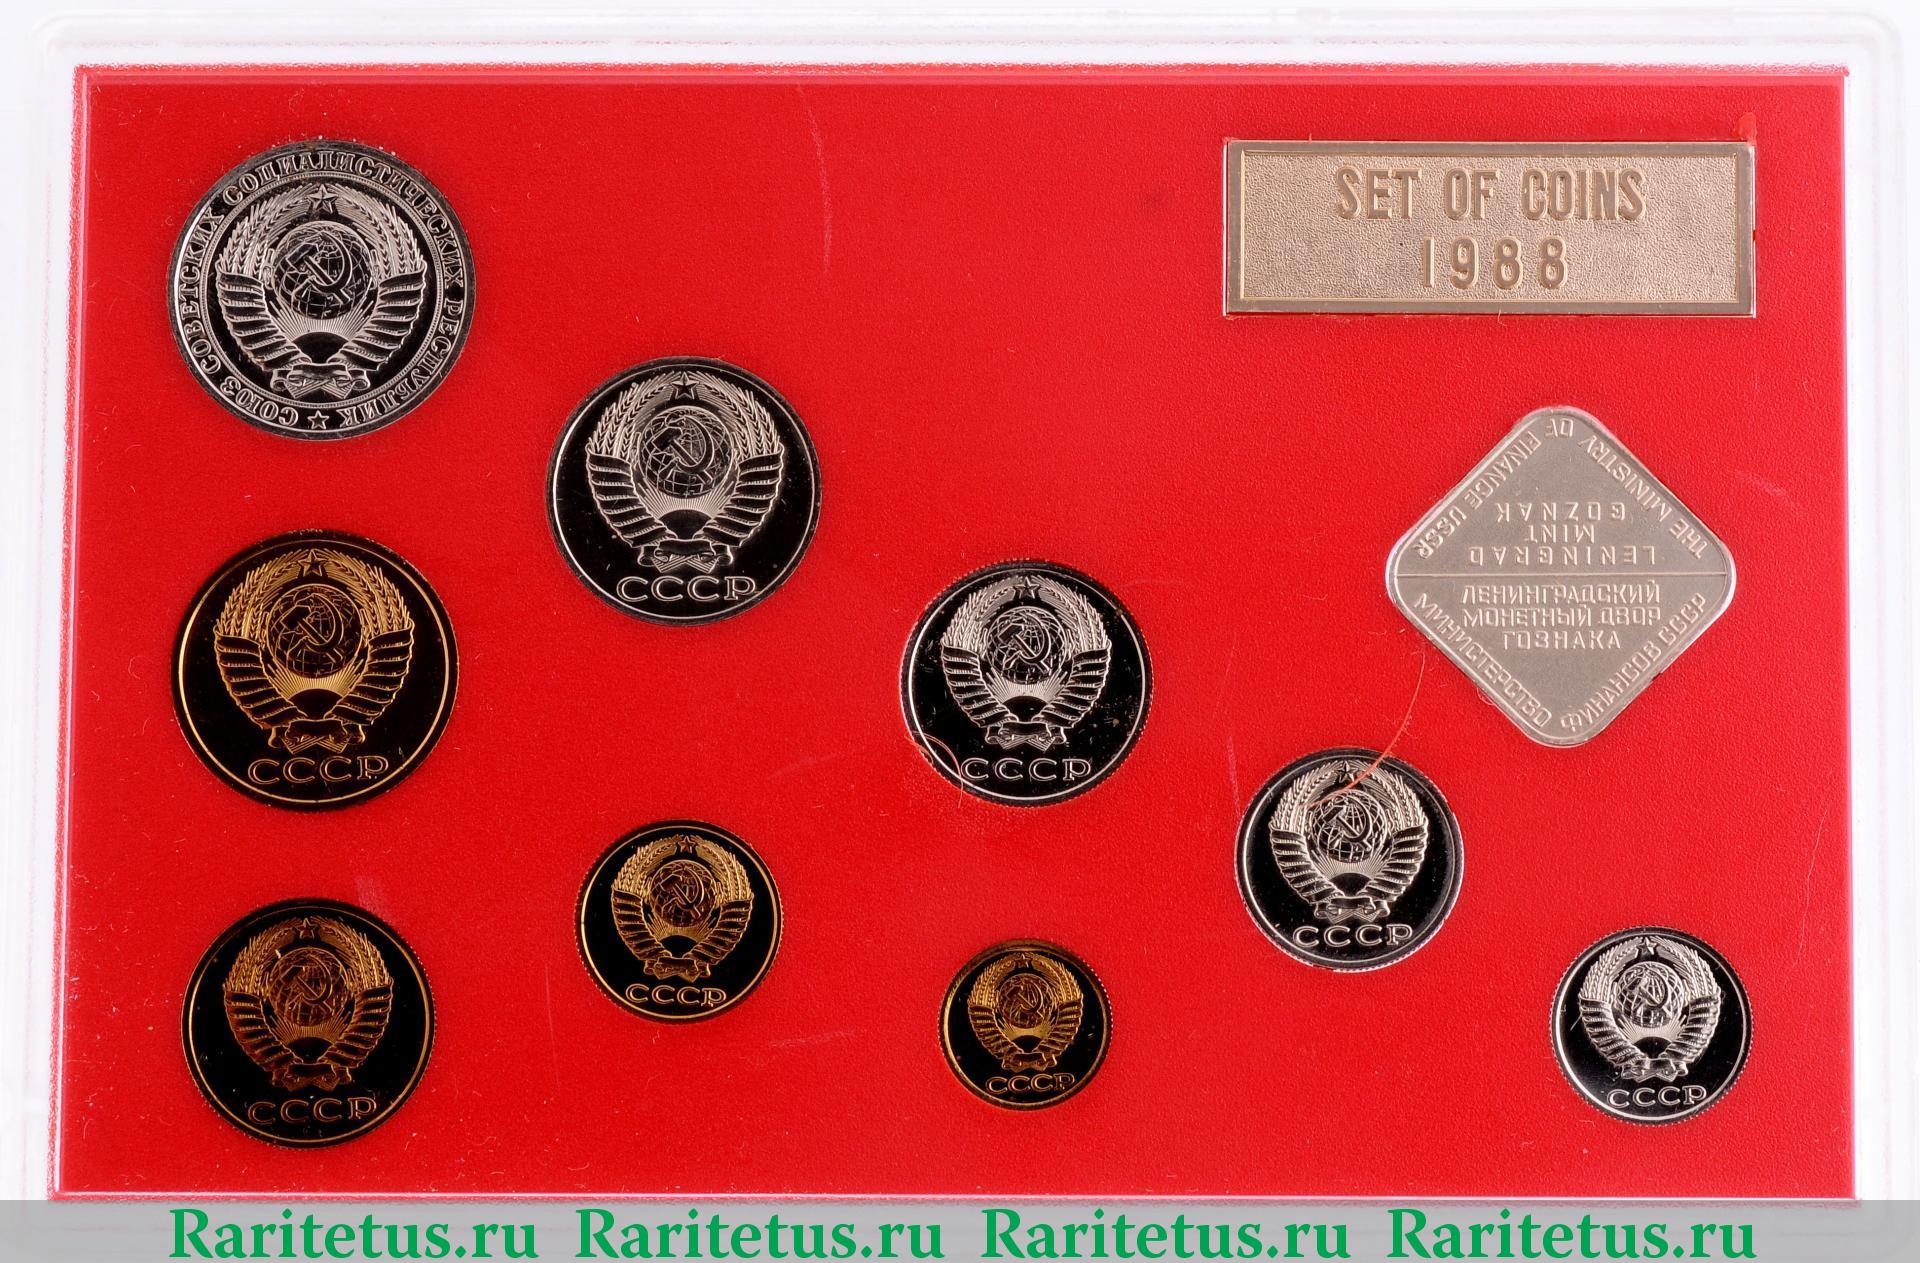 SET OF COINS
1988
СОЮЗ СОВЕТСКИХ СОЦИАЛИСТИЧЕСКИХ РЕСПУБЛИК
СССР
СССР
СССР
СССР
СССР
СССР
СССР
СССР
THE MINISTRY OF FINANCE USSR
LENINGRAD
MINT
GOZNAK
ЛЕНИНГРАДСКИЙ
МОНЕТНЫЙ ДВОР
ГОЗНАКА
МИНИСТЕРСТВО ФИНАНСОВ СССР
Raritetus.ru Raritetus.ru Raritetus.ru Raritetus.ru